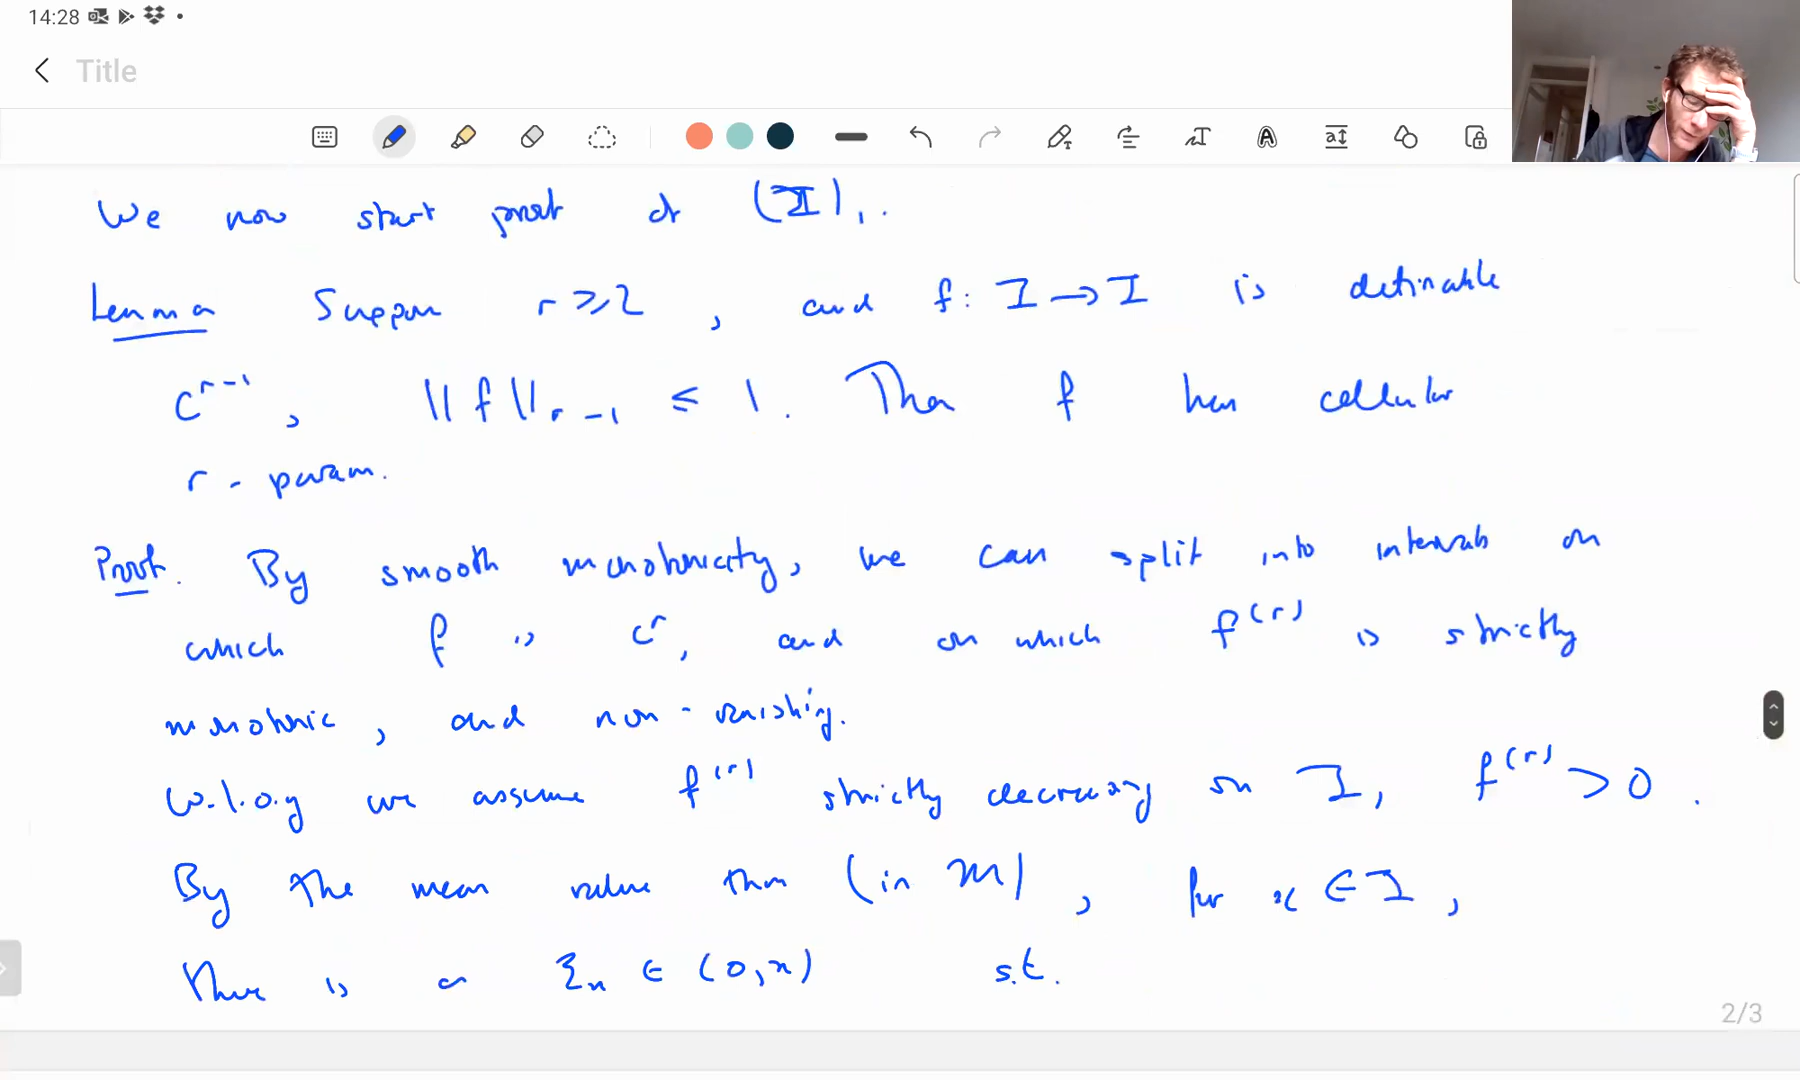 14:28
Title
We now start proof of (I)₁.
Lemma Suppose r ≥ 2, and f: I → I is definable
C^{r-1}, ||f||_{r-1} ≤ 1. Then f has cellular
r-param.
Proof. By smooth monotonicity, we can split into intervals on
which f is C^r, and on which f^{(r)} is strictly
monotonic, and non-vanishing.
W.l.o.g we assume f^{(r)} strictly decreasing on I, f^{(r)} > 0.
By the mean value thm (in M), for x ∈ I,
there is a ξ_x ∈ (0,x) s.t.
2/3